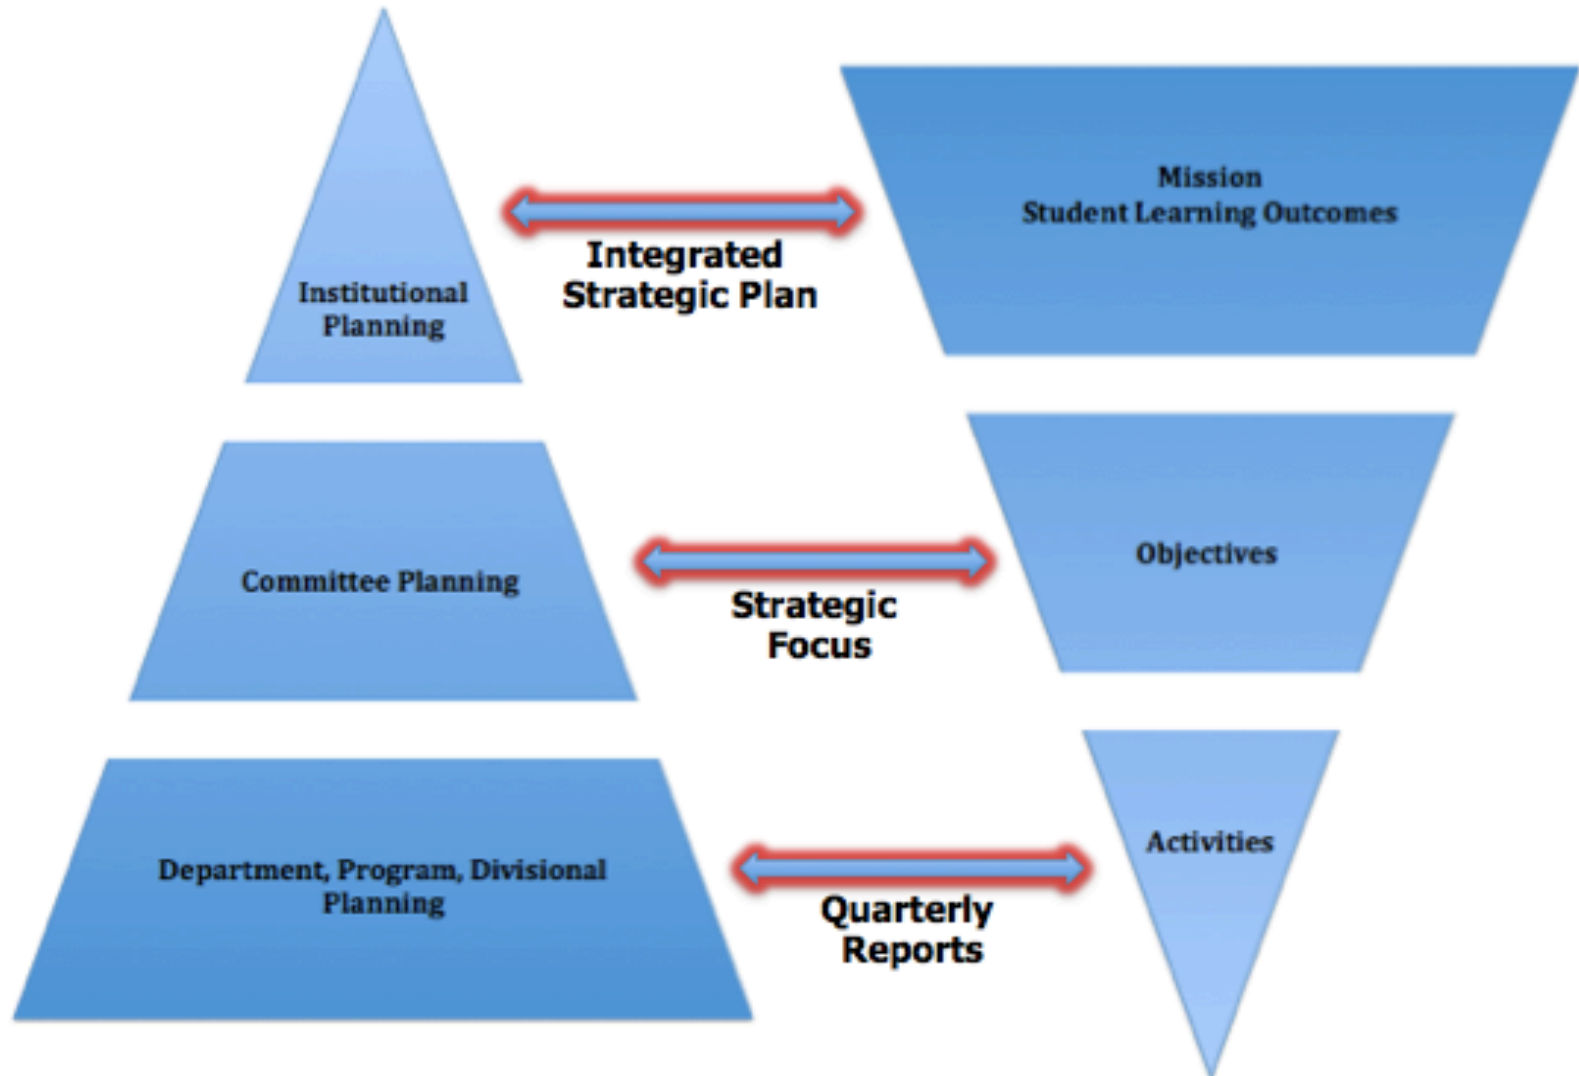 Mission
Student Learning Outcomes
Integrated
Strategic Plan
Institutional
Planning
Committee Planning
Strategic
Focus
Objectives
Department, Program, Divisional
Planning
Quarterly
Reports
Activities